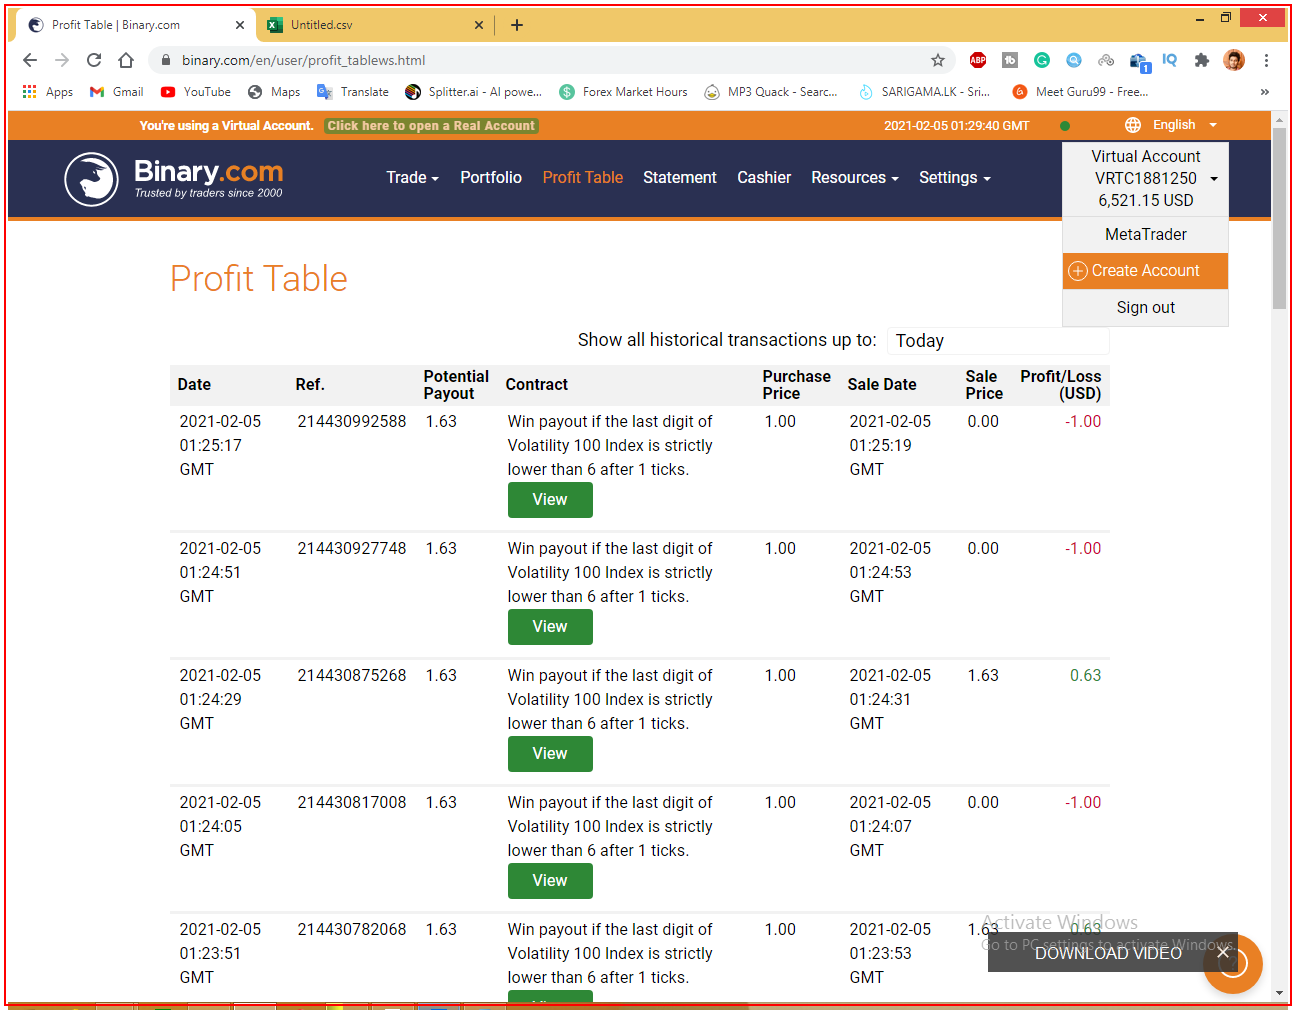 Profit Table | Binary.com
Untitled.csv
binary.com/en/user/profit_tablews.html
ABP
1
IQ
Apps
Gmail
YouTube
Maps
Translate
Splitter.ai - AI powe...
Forex Market Hours
MP3 Quack - Searc...
SARIGAMA.LK - Sri...
Meet Guru99 - Free...
»
You're using a Virtual Account. Click here to open a Real Account
2021-02-05 01:29:40 GMT
English
Binary.com
Trusted by traders since 2000
Trade
Portfolio
Profit Table
Statement
Cashier
Resources
Settings
Virtual Account
VRTC1881250
6,521.15 USD
MetaTrader
Create Account
Sign out
Profit Table
Show all historical transactions up to: Today
Date Ref. Potential Payout Contract Purchase Price Sale Date Sale Price Profit/Loss (USD)
2021-02-05 214430992588 1.63 Win payout if the last digit of 1.00 2021-02-05 0.00 -1.00
01:25:17 Volatility 100 Index is strictly 01:25:19
GMT lower than 6 after 1 ticks. GMT
View
2021-02-05 214430927748 1.63 Win payout if the last digit of 1.00 2021-02-05 0.00 -1.00
01:24:51 Volatility 100 Index is strictly 01:24:53
GMT lower than 6 after 1 ticks. GMT
View
2021-02-05 214430875268 1.63 Win payout if the last digit of 1.00 2021-02-05 1.63 0.63
01:24:29 Volatility 100 Index is strictly 01:24:31
GMT lower than 6 after 1 ticks. GMT
View
2021-02-05 214430817008 1.63 Win payout if the last digit of 1.00 2021-02-05 0.00 -1.00
01:24:05 Volatility 100 Index is strictly 01:24:07
GMT lower than 6 after 1 ticks. GMT
View
2021-02-05 214430782068 1.63 Win payout if the last digit of 1.00 2021-02-05 1.63 0.63
01:23:51 Volatility 100 Index is strictly 01:23:53
GMT lower than 6 after 1 ticks. GMT
Activate Windows
Go to PC settings to activate Windows.
DOWNLOAD VIDEO